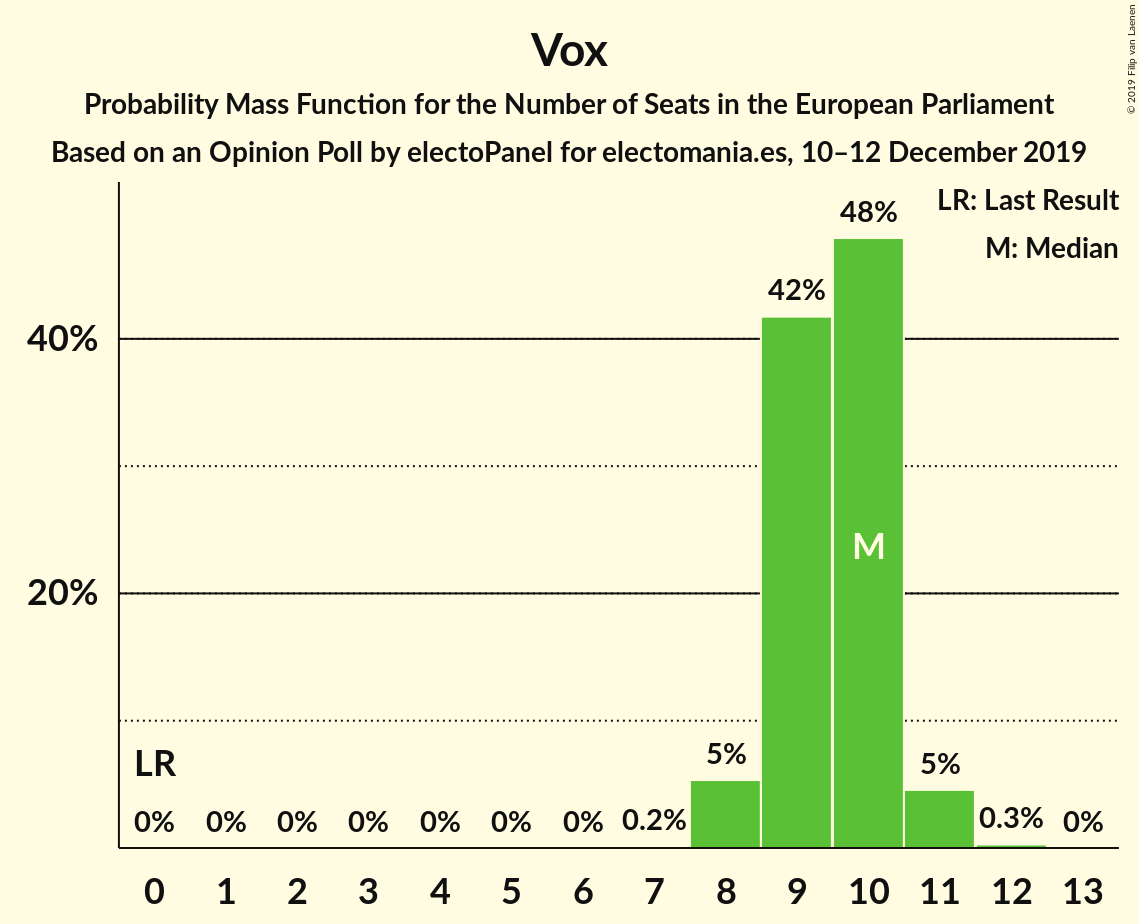 Vox
Probability Mass Function for the Number of Seats in the European Parliament
Based on an Opinion Poll by electoPanel for electomania.es, 10–12 December 2019
© 2019 Filip van Laenen
LR: Last Result
M: Median
48%
42%
40%
M
20%
LR
5%
5%
0%
0%
0%
0%
0%
0%
0%
0.2%
0.3%
0%
0 1 2 3 4 5 6 7 8 9 10 11 12 13